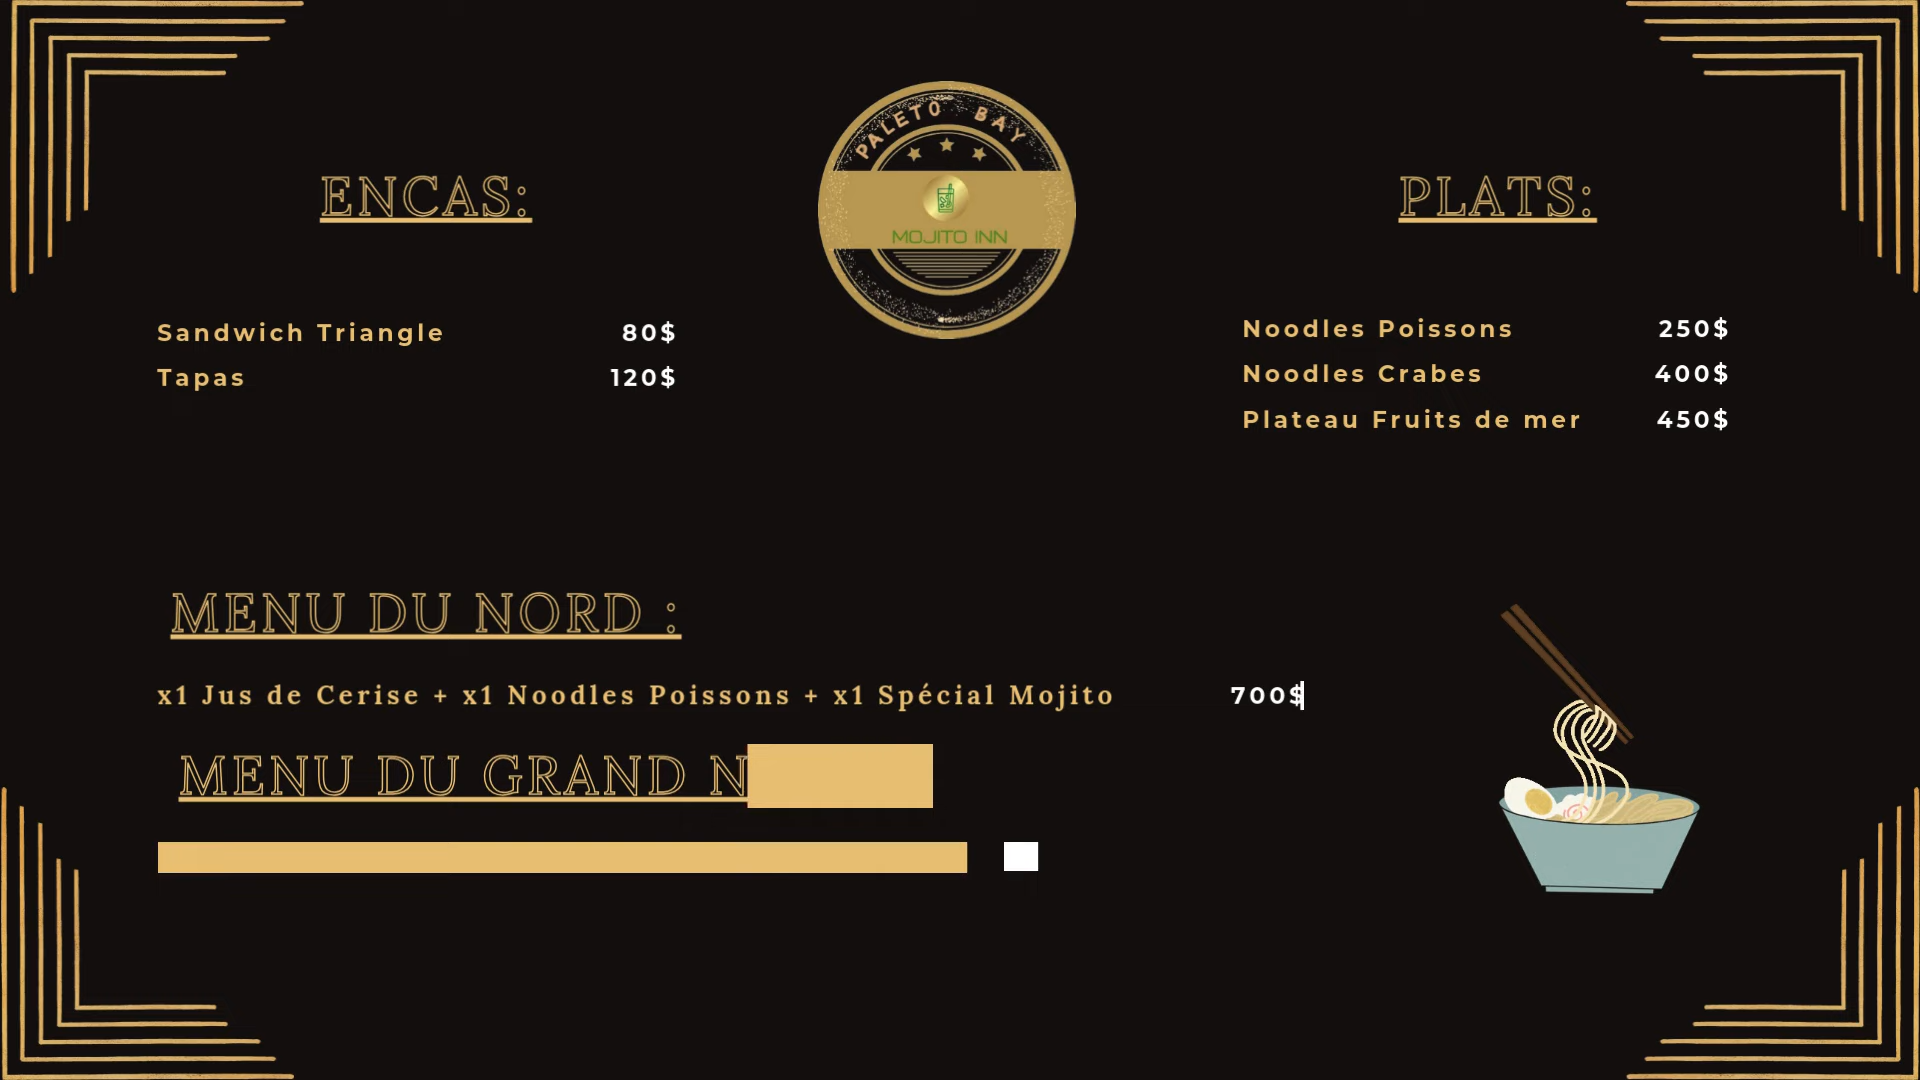 PALETO BAY
MOJITO INN
ENCAS:
Sandwich Triangle 80$
Tapas 120$
PLATS:
Noodles Poissons 250$
Noodles Crabes 400$
Plateau Fruits de mer 450$
MENU DU NORD :
x1 Jus de Cerise + x1 Noodles Poissons + x1 Spécial Mojito 700$
MENU DU GRAND N